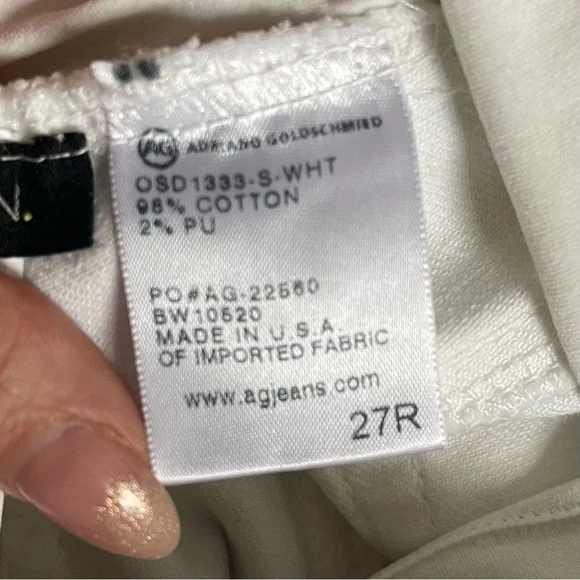 AG ADRIANO GOLDSCHMIED
OSD1333-S-WHT
98% COTTON
2% PU
PO#AG-22560
BW10520
MADE IN U.S.A.
OF IMPORTED FABRIC
www.agjeans.com
27R